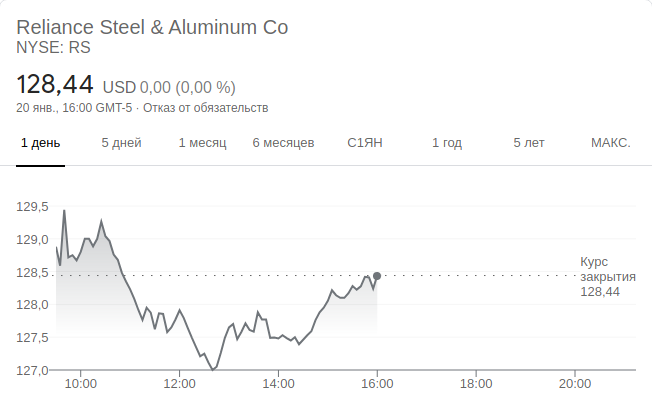 Reliance Steel & Aluminum Co
NYSE: RS
128,44 USD 0,00 (0,00 %)
20 янв., 16:00 GMT-5 · Отказ от обязательств
1 день 5 дней 1 месяц 6 месяцев С1ЯН 1 год 5 лет МАКС.
129,5
129,0
128,5
128,0
127,5
127,0
Курс
закрытия
128,44
10:00 12:00 14:00 16:00 18:00 20:00